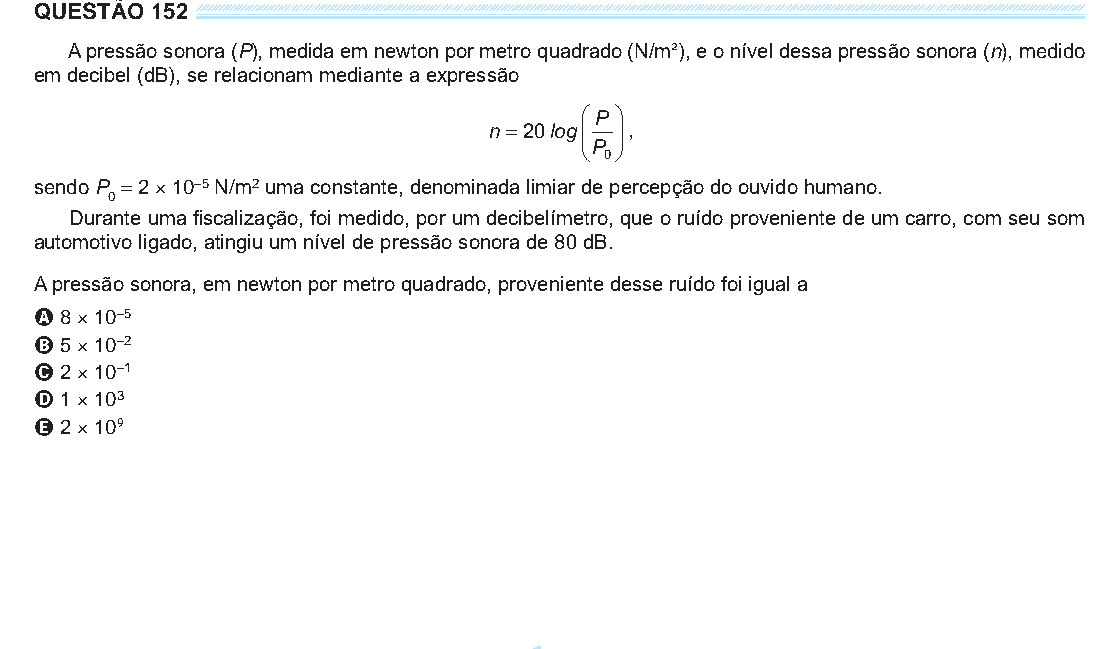 QUESTÃO 152
A pressão sonora (P), medida em newton por metro quadrado (N/m²), e o nível dessa pressão sonora (n), medido
em decibel (dB), se relacionam mediante a expressão
n = 20 log(P/P₀),
sendo P₀ = 2 × 10⁻⁵ N/m² uma constante, denominada limiar de percepção do ouvido humano.
Durante uma fiscalização, foi medido, por um decibelímetro, que o ruído proveniente de um carro, com seu som
automotivo ligado, atingiu um nível de pressão sonora de 80 dB.
A pressão sonora, em newton por metro quadrado, proveniente desse ruído foi igual a
A 8 × 10⁻⁵
B 5 × 10⁻²
C 2 × 10⁻¹
D 1 × 10³
E 2 × 10⁹